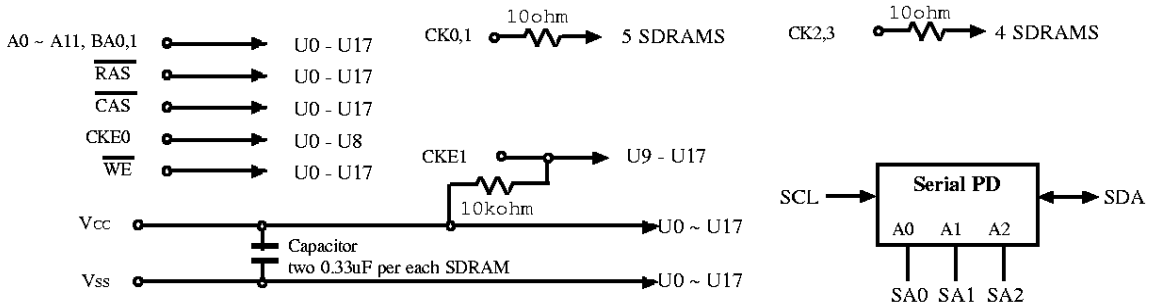 A0 ~ A11, BA0,1 U0 - U17
RAS U0 - U17
CAS U0 - U17
CKE0 U0 - U8
WE U0 - U17
10ohm
CK0,1 5 SDRAMS
10ohm
CK2,3 4 SDRAMS
CKE1 U9 - U17
10kohm
Vcc U0 ~ U17
Capacitor
two 0.33uF per each SDRAM
Vss U0 ~ U17
Serial PD
SCL SDA
A0 A1 A2
SA0 SA1 SA2